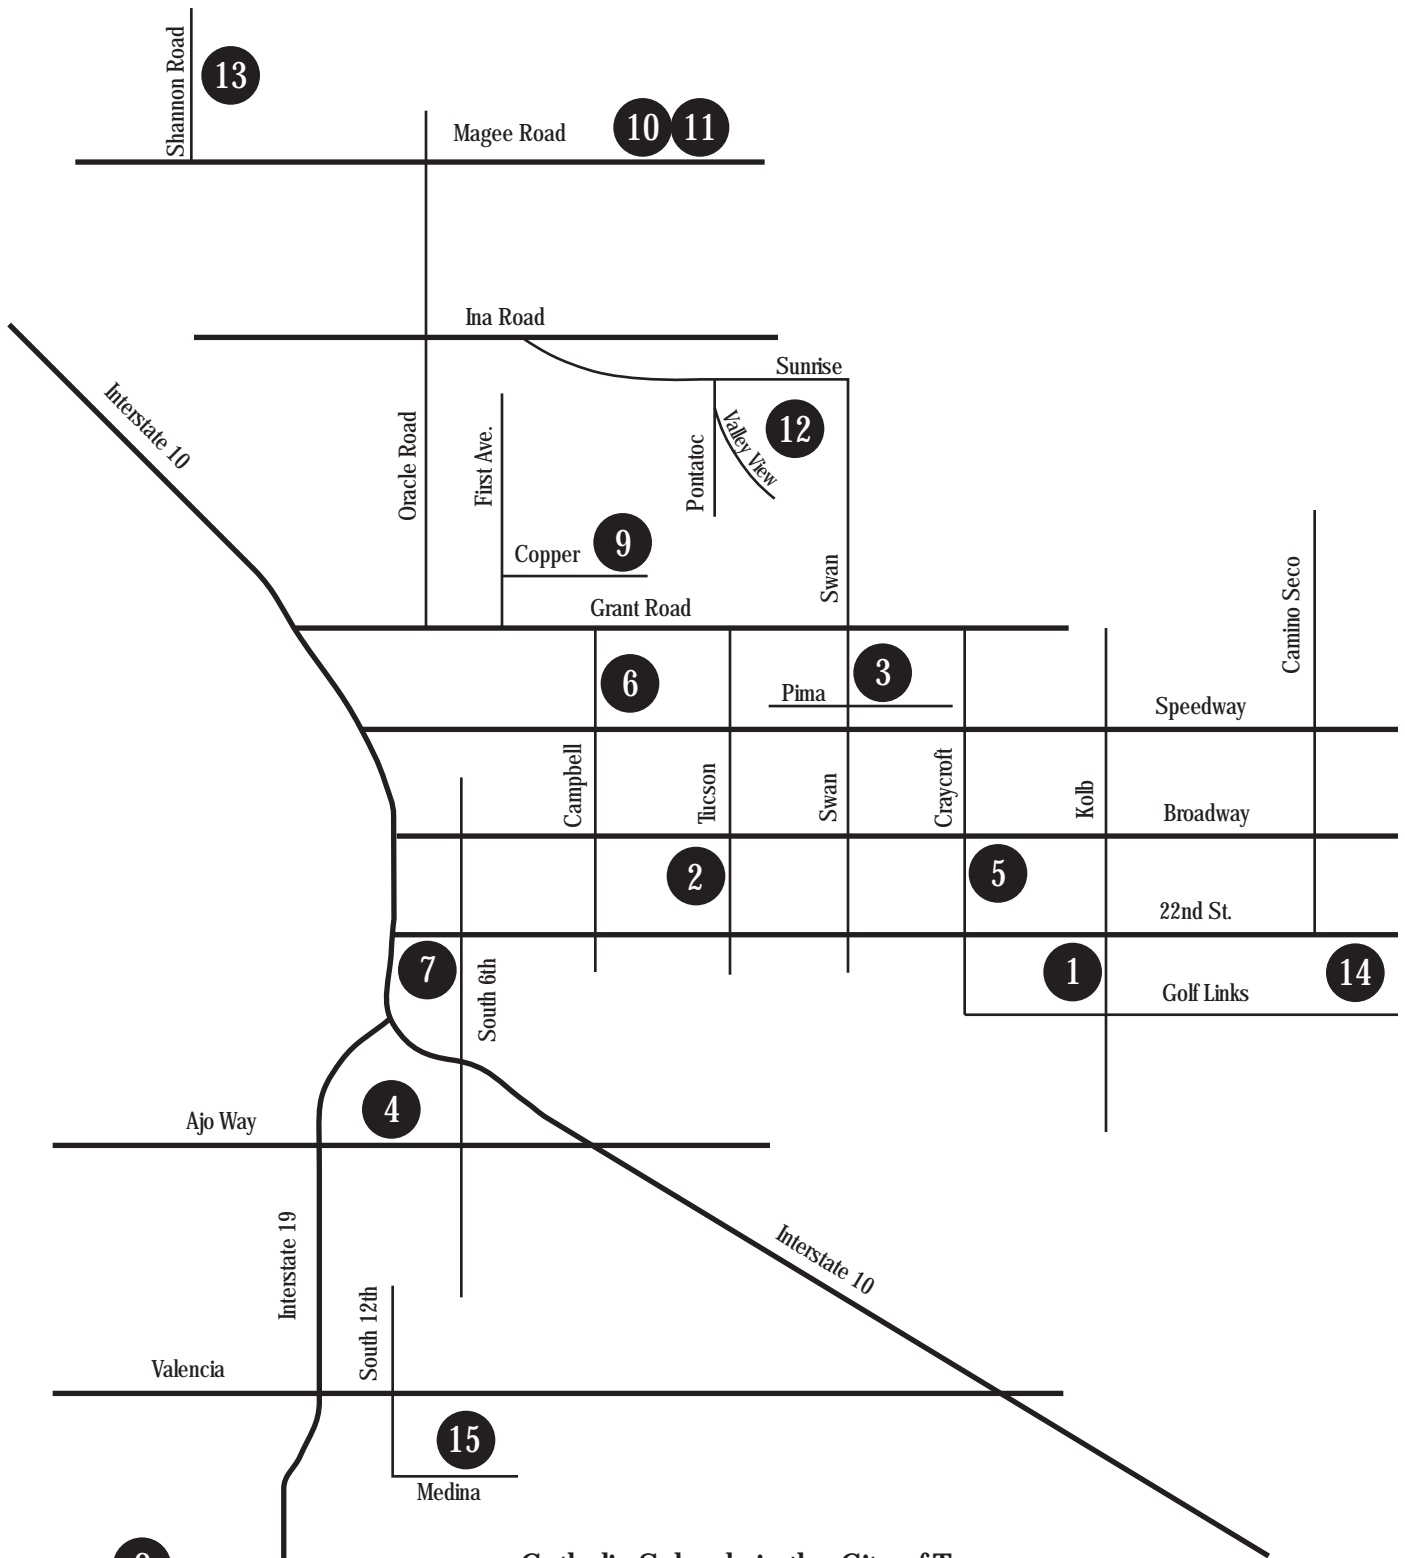 Shannon Road
13
Magee Road
10
11
Ina Road
Sunrise
Interstate 10
Oracle Road
First Ave.
Pontatoc
Valley View
12
Copper
9
Swan
Camino Seco
Grant Road
6
3
Pima
Speedway
Campbell
Tucson
Swan
Craycroft
Kolb
Broadway
2
5
22nd St.
7
South 6th
1
14
Golf Links
4
Ajo Way
Interstate 19
Interstate 10
South 12th
Valencia
15
Medina